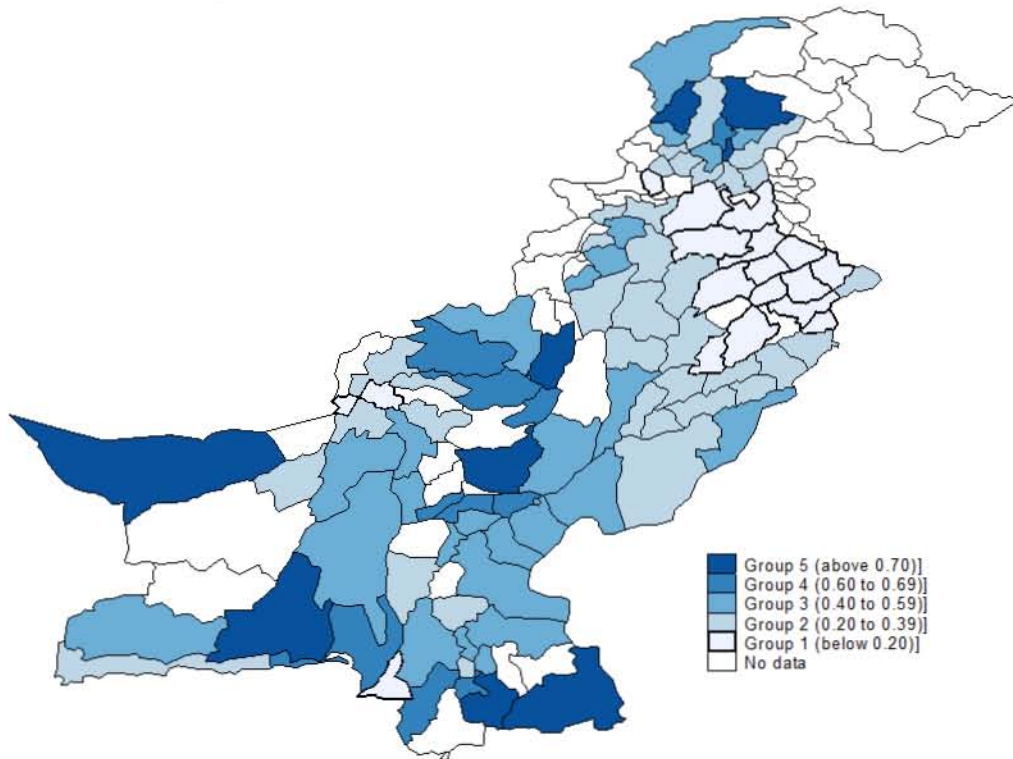 Group 5 (above 0.70)]
Group 4 (0.60 to 0.69)]
Group 3 (0.40 to 0.59)]
Group 2 (0.20 to 0.39)]
Group 1 (below 0.20)]
No data